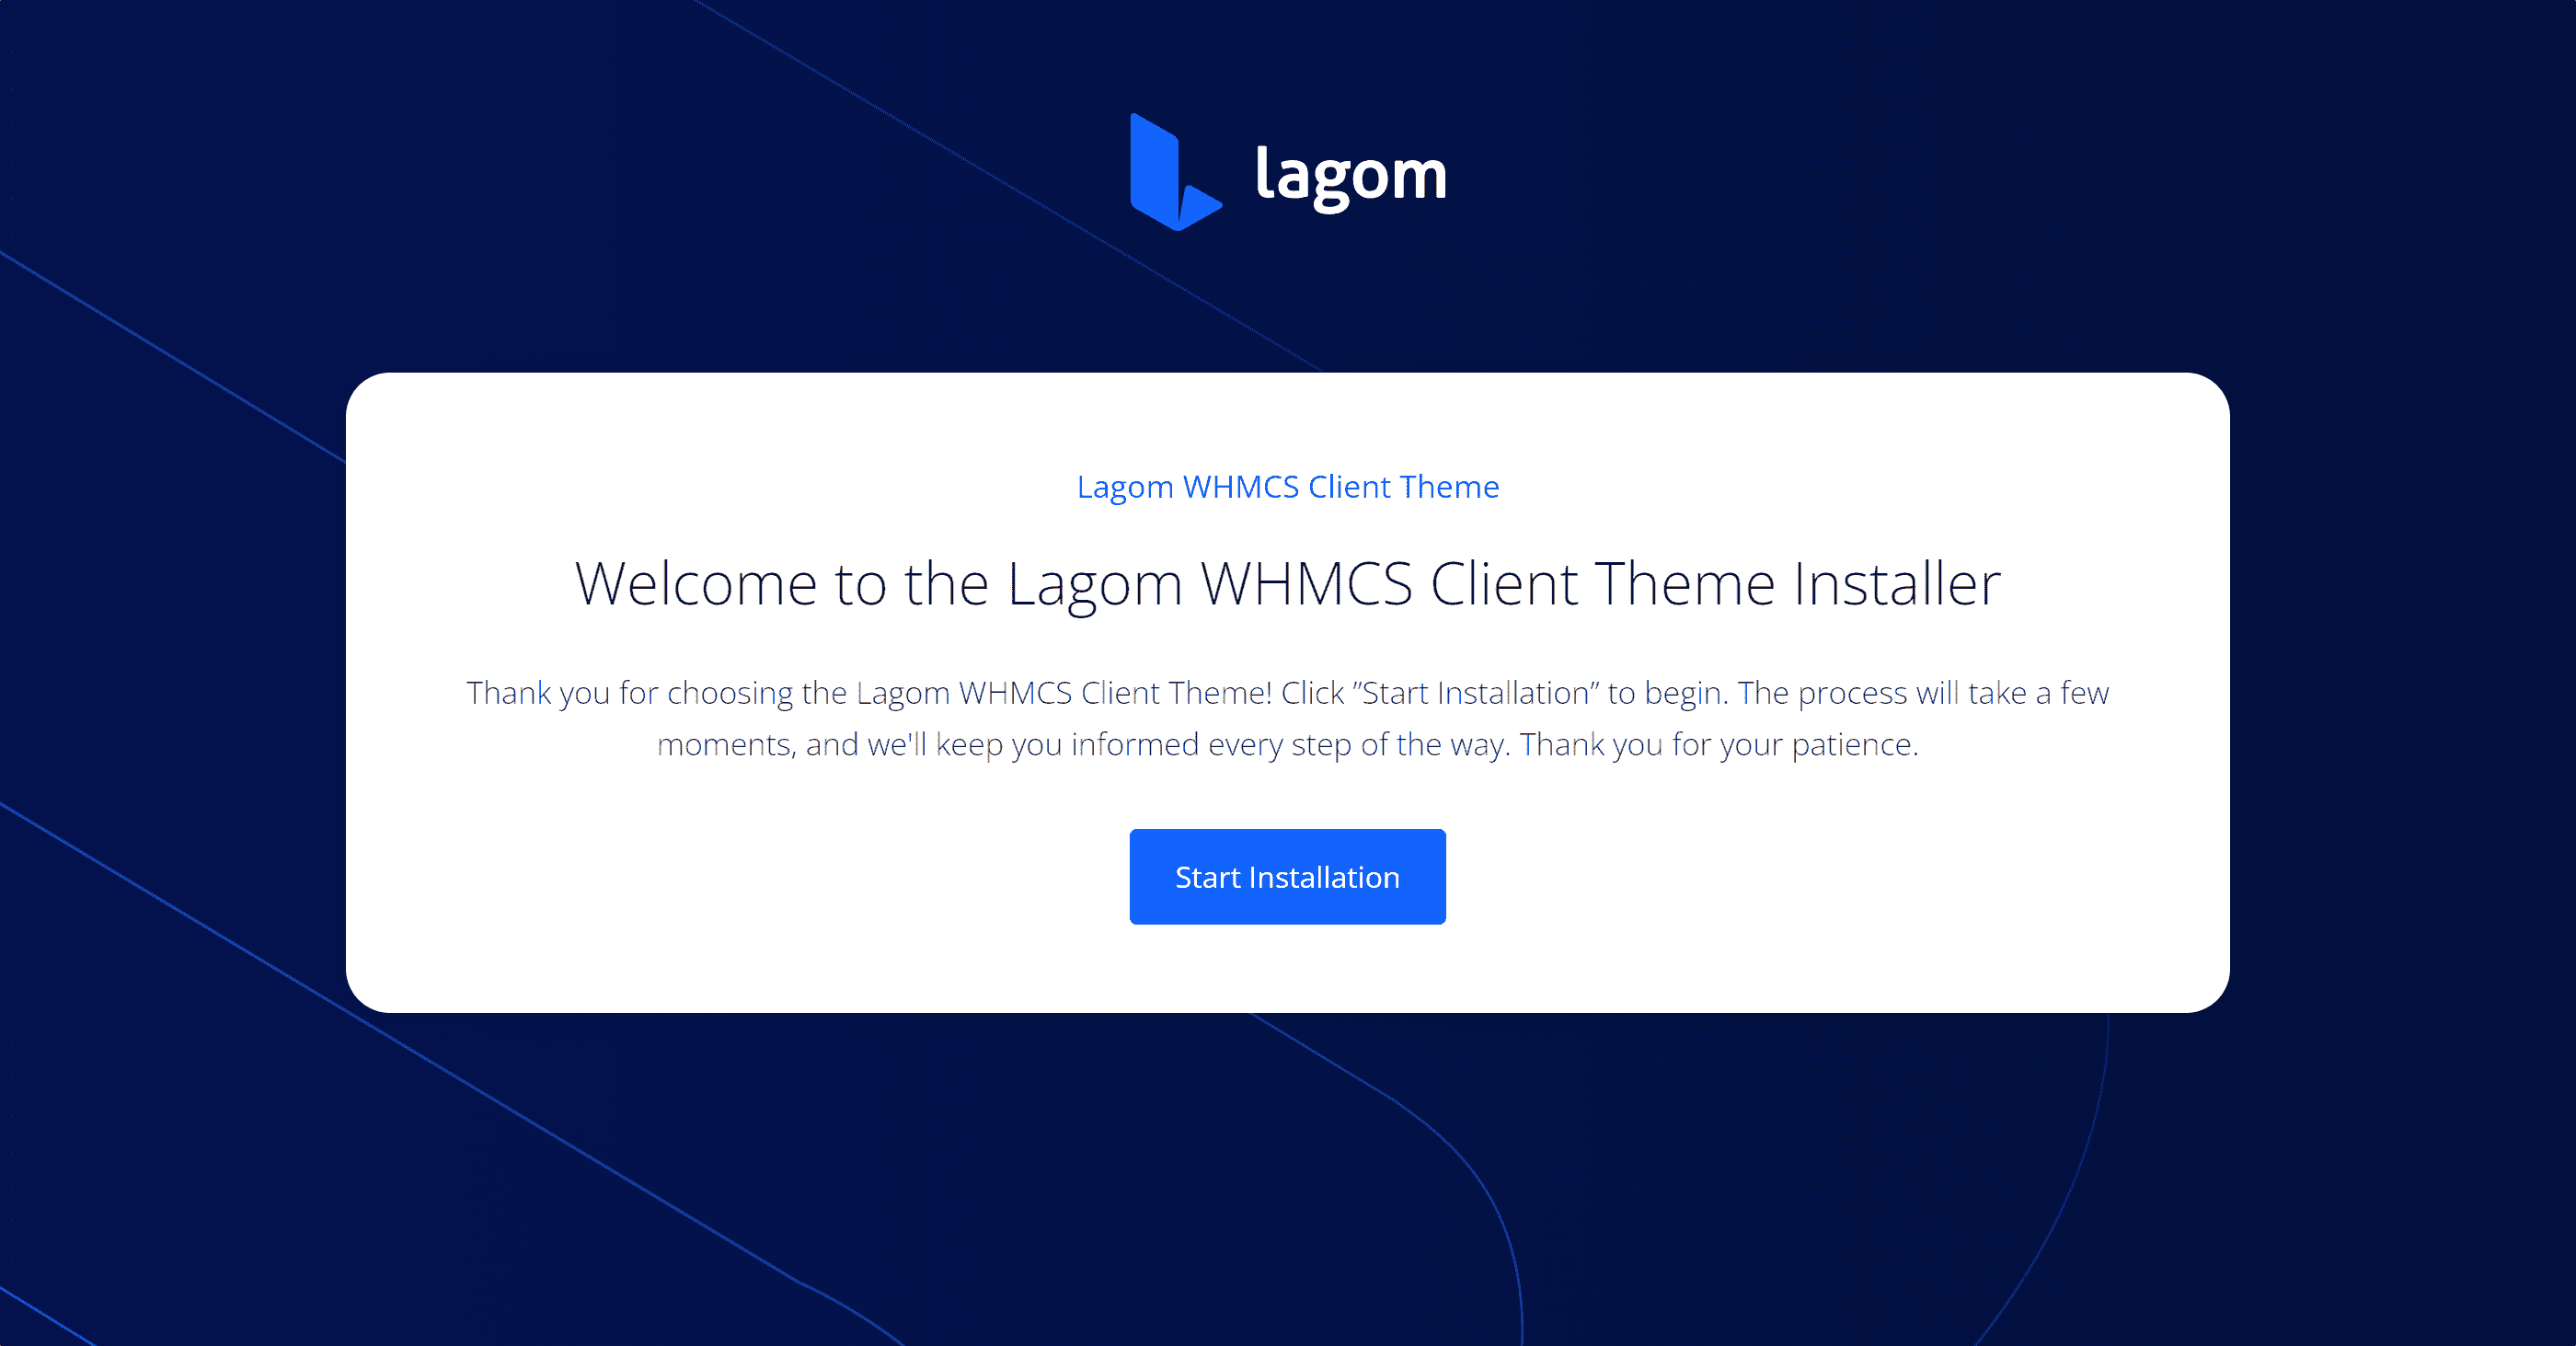 lagom
Lagom WHMCS Client Theme
Welcome to the Lagom WHMCS Client Theme Installer
Thank you for choosing the Lagom WHMCS Client Theme! Click ”Start Installation” to begin. The process will take a few
moments, and we'll keep you informed every step of the way. Thank you for your patience.
Start Installation